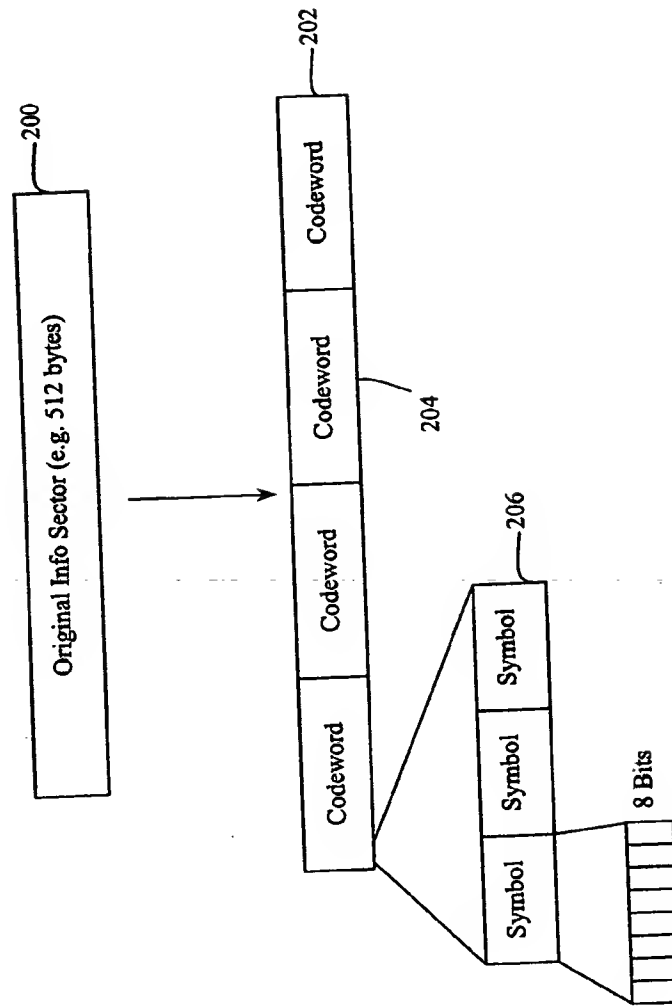 Original Info Sector (e.g. 512 bytes)
200
Codeword
Codeword
Codeword
Codeword
202
204
Symbol
Symbol
Symbol
206
8 Bits